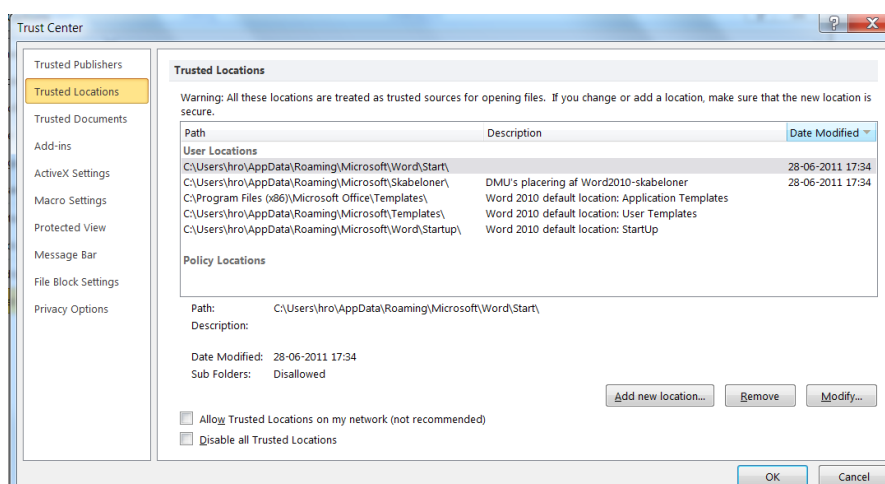 Trust Center
Trusted Publishers
Trusted Locations
Trusted Documents
Add-ins
ActiveX Settings
Macro Settings
Protected View
Message Bar
File Block Settings
Privacy Options
Trusted Locations
Warning: All these locations are treated as trusted sources for opening files. If you change or add a location, make sure that the new location is
secure.
Path Description Date Modified
User Locations
C:\Users\hro\AppData\Roaming\Microsoft\Word\Start\ 28-06-2011 17:34
C:\Users\hro\AppData\Roaming\Microsoft\Skabeloner\ DMU's placering af Word2010-skabeloner 28-06-2011 17:34
C:\Program Files (x86)\Microsoft Office\Templates\ Word 2010 default location: Application Templates
C:\Users\hro\AppData\Roaming\Microsoft\Templates\ Word 2010 default location: User Templates
C:\Users\hro\AppData\Roaming\Microsoft\Word\Startup\ Word 2010 default location: StartUp
Policy Locations
Path: C:\Users\hro\AppData\Roaming\Microsoft\Word\Start\
Description:
Date Modified: 28-06-2011 17:34
Sub Folders: Disallowed
Add new location... Remove Modify...
Allow Trusted Locations on my network (not recommended)
Disable all Trusted Locations
OK Cancel